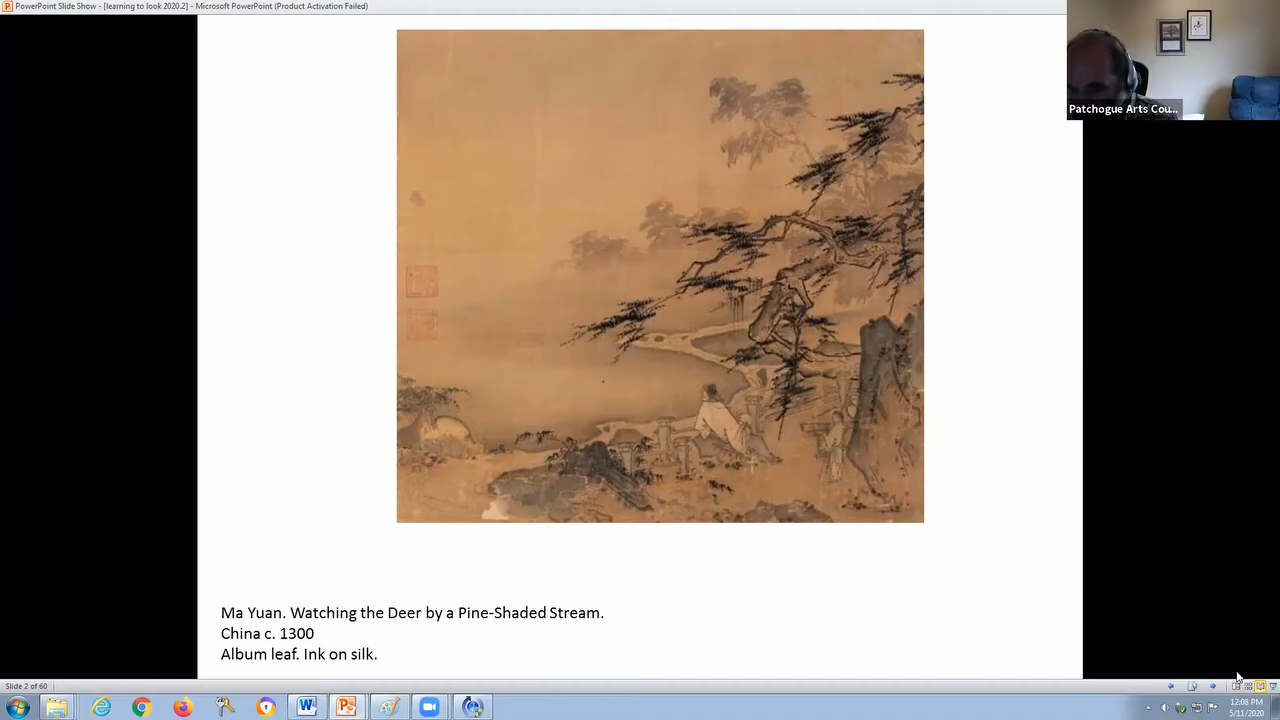 PowerPoint Slide Show - [learning to look 2020.2] - Microsoft PowerPoint (Product Activation Failed)
Patchogue Arts Cou...
Ma Yuan. Watching the Deer by a Pine-Shaded Stream.
China c. 1300
Album leaf. Ink on silk.
Slide 2 of 60
12:08 PM
5/11/2020